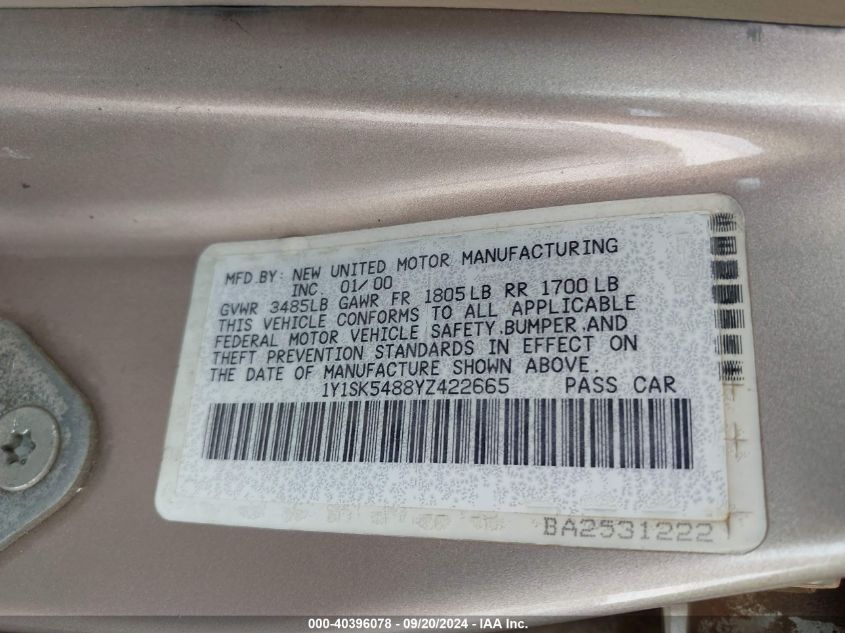 MFD.BY: NEW UNITED MOTOR MANUFACTURING
INC. 01/00
GVWR 3485LB GAWR FR 1805LB RR 1700LB
THIS VEHICLE CONFORMS TO ALL APPLICABLE
FEDERAL MOTOR VEHICLE SAFETY,BUMPER,AND
THEFT PREVENTION STANDARDS IN EFFECT ON
THE DATE OF MANUFACTURE SHOWN ABOVE.
1Y1SK5488YZ422665 PASS CAR
BA2531222
000-40396078 - 09/20/2024 - IAA Inc.